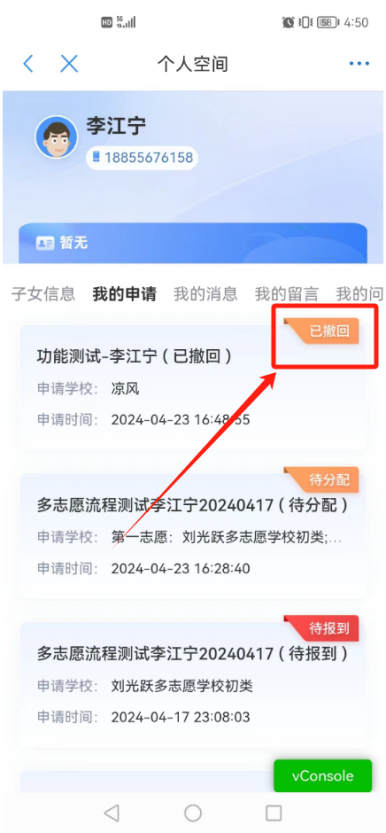 HD 5G 58 4:50
个人空间
李江宁
18855676158
暂无
子女信息 我的申请 我的消息 我的留言 我的问
已撤回
功能测试-李江宁(已撤回)
申请学校: 凉风
申请时间: 2024-04-23 16:48:55
待分配
多志愿流程测试李江宁20240417(待分配)
申请学校: 第一志愿:刘光跃多志愿学校初类;...
申请时间: 2024-04-23 16:28:40
待报到
多志愿流程测试李江宁20240417(待报到)
申请学校: 刘光跃多志愿学校初类
申请时间: 2024-04-17 23:08:03
vConsole